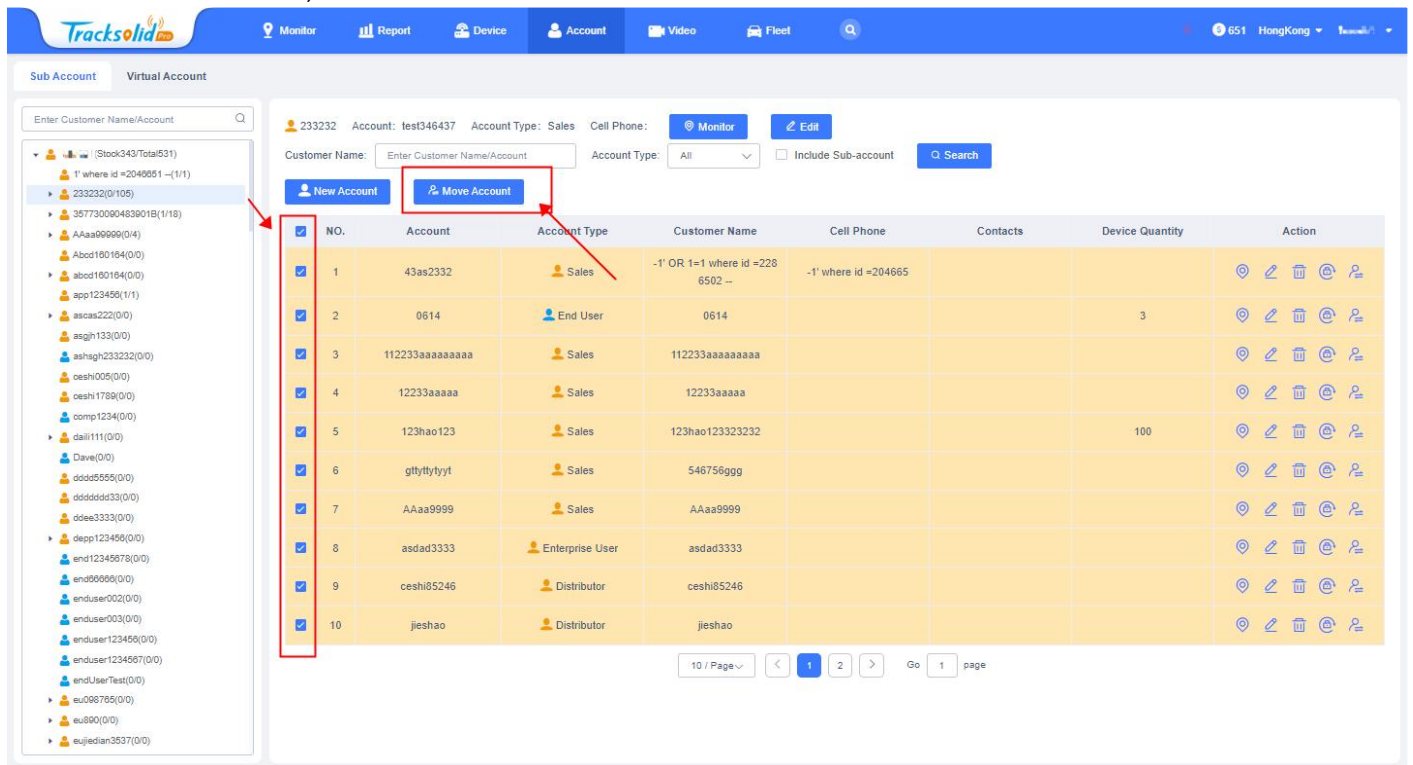 Tracksolid Pro
Monitor Report Device Account Video Fleet
651 HongKong
Sub Account Virtual Account
Enter Customer Name/Account
(Stock343/Total531)
1' where id =2046651 --(1/1)
233232(0/105)
357730090483901B(1/18)
AAaa99999(0/4)
Abcd160164(0/0)
abcd160164(0/0)
app123456(1/1)
ascas222(0/0)
asgjh133(0/0)
ashsgh233232(0/0)
ceshi005(0/0)
ceshi1789(0/0)
comp1234(0/0)
daili111(0/0)
Dave(0/0)
dddd5555(0/0)
ddddddd33(0/0)
ddee3333(0/0)
depp123456(0/0)
end12345678(0/0)
end66666(0/0)
enduser002(0/0)
enduser003(0/0)
enduser123456(0/0)
enduser1234567(0/0)
endUserTest(0/0)
eu098765(0/0)
eu890(0/0)
eujiedian3537(0/0)
233232 Account: test346437 Account Type: Sales Cell Phone: Monitor Edit
Customer Name: Enter Customer Name/Account Account Type: All Include Sub-account Search
New Account Move Account
NO. Account Account Type Customer Name Cell Phone Contacts Device Quantity Action
1 43as2332 Sales -1' OR 1=1 where id =228 -1' where id =204665
6502 --
2 0614 End User 0614 3
3 112233aaaaaaaaa Sales 112233aaaaaaaaa
4 12233aaaaa Sales 12233aaaaa
5 123hao123 Sales 123hao123323232 100
6 gttyttytyyt Sales 546756ggg
7 AAaa9999 Sales AAaa9999
8 asdad3333 Enterprise User asdad3333
9 ceshi85246 Distributor ceshi85246
10 jieshao Distributor jieshao
10 / Page 1 2 Go 1 page